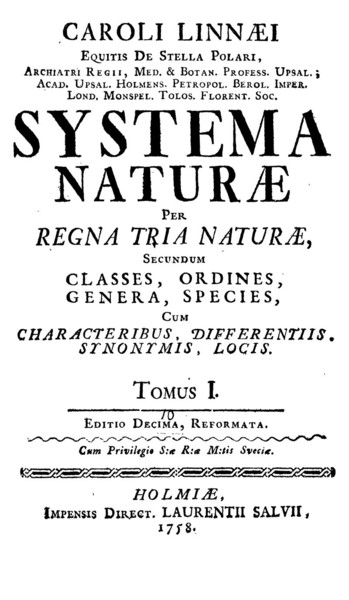 CAROLI LINNÆI
EQUITIS DE STELLA POLARI,
ARCHIATRI REGII, MED. & BOTAN. PROFESS. UPSAL.;
ACAD. UPSAL. HOLMENS. PETROPOL. BEROL. IMPER.
LOND. MONSPEL. TOLOS. FLORENT. SOC.
SYSTEMA
NATURÆ
PER
REGNA TRIA NATURÆ,
SECUNDUM
CLASSES, ORDINES,
GENERA, SPECIES,
CUM
CHARACTERIBUS, DIFFERENTIIS.
SYNONYMIS, LOCIS.
TOMUS I.
10
EDITIO DECIMA, REFORMATA.
Cum Privilegio S:æ R:æ M:tis Sveciæ.
HOLMIÆ,
IMPENSIS DIRECT. LAURENTII SALVII,
1758.